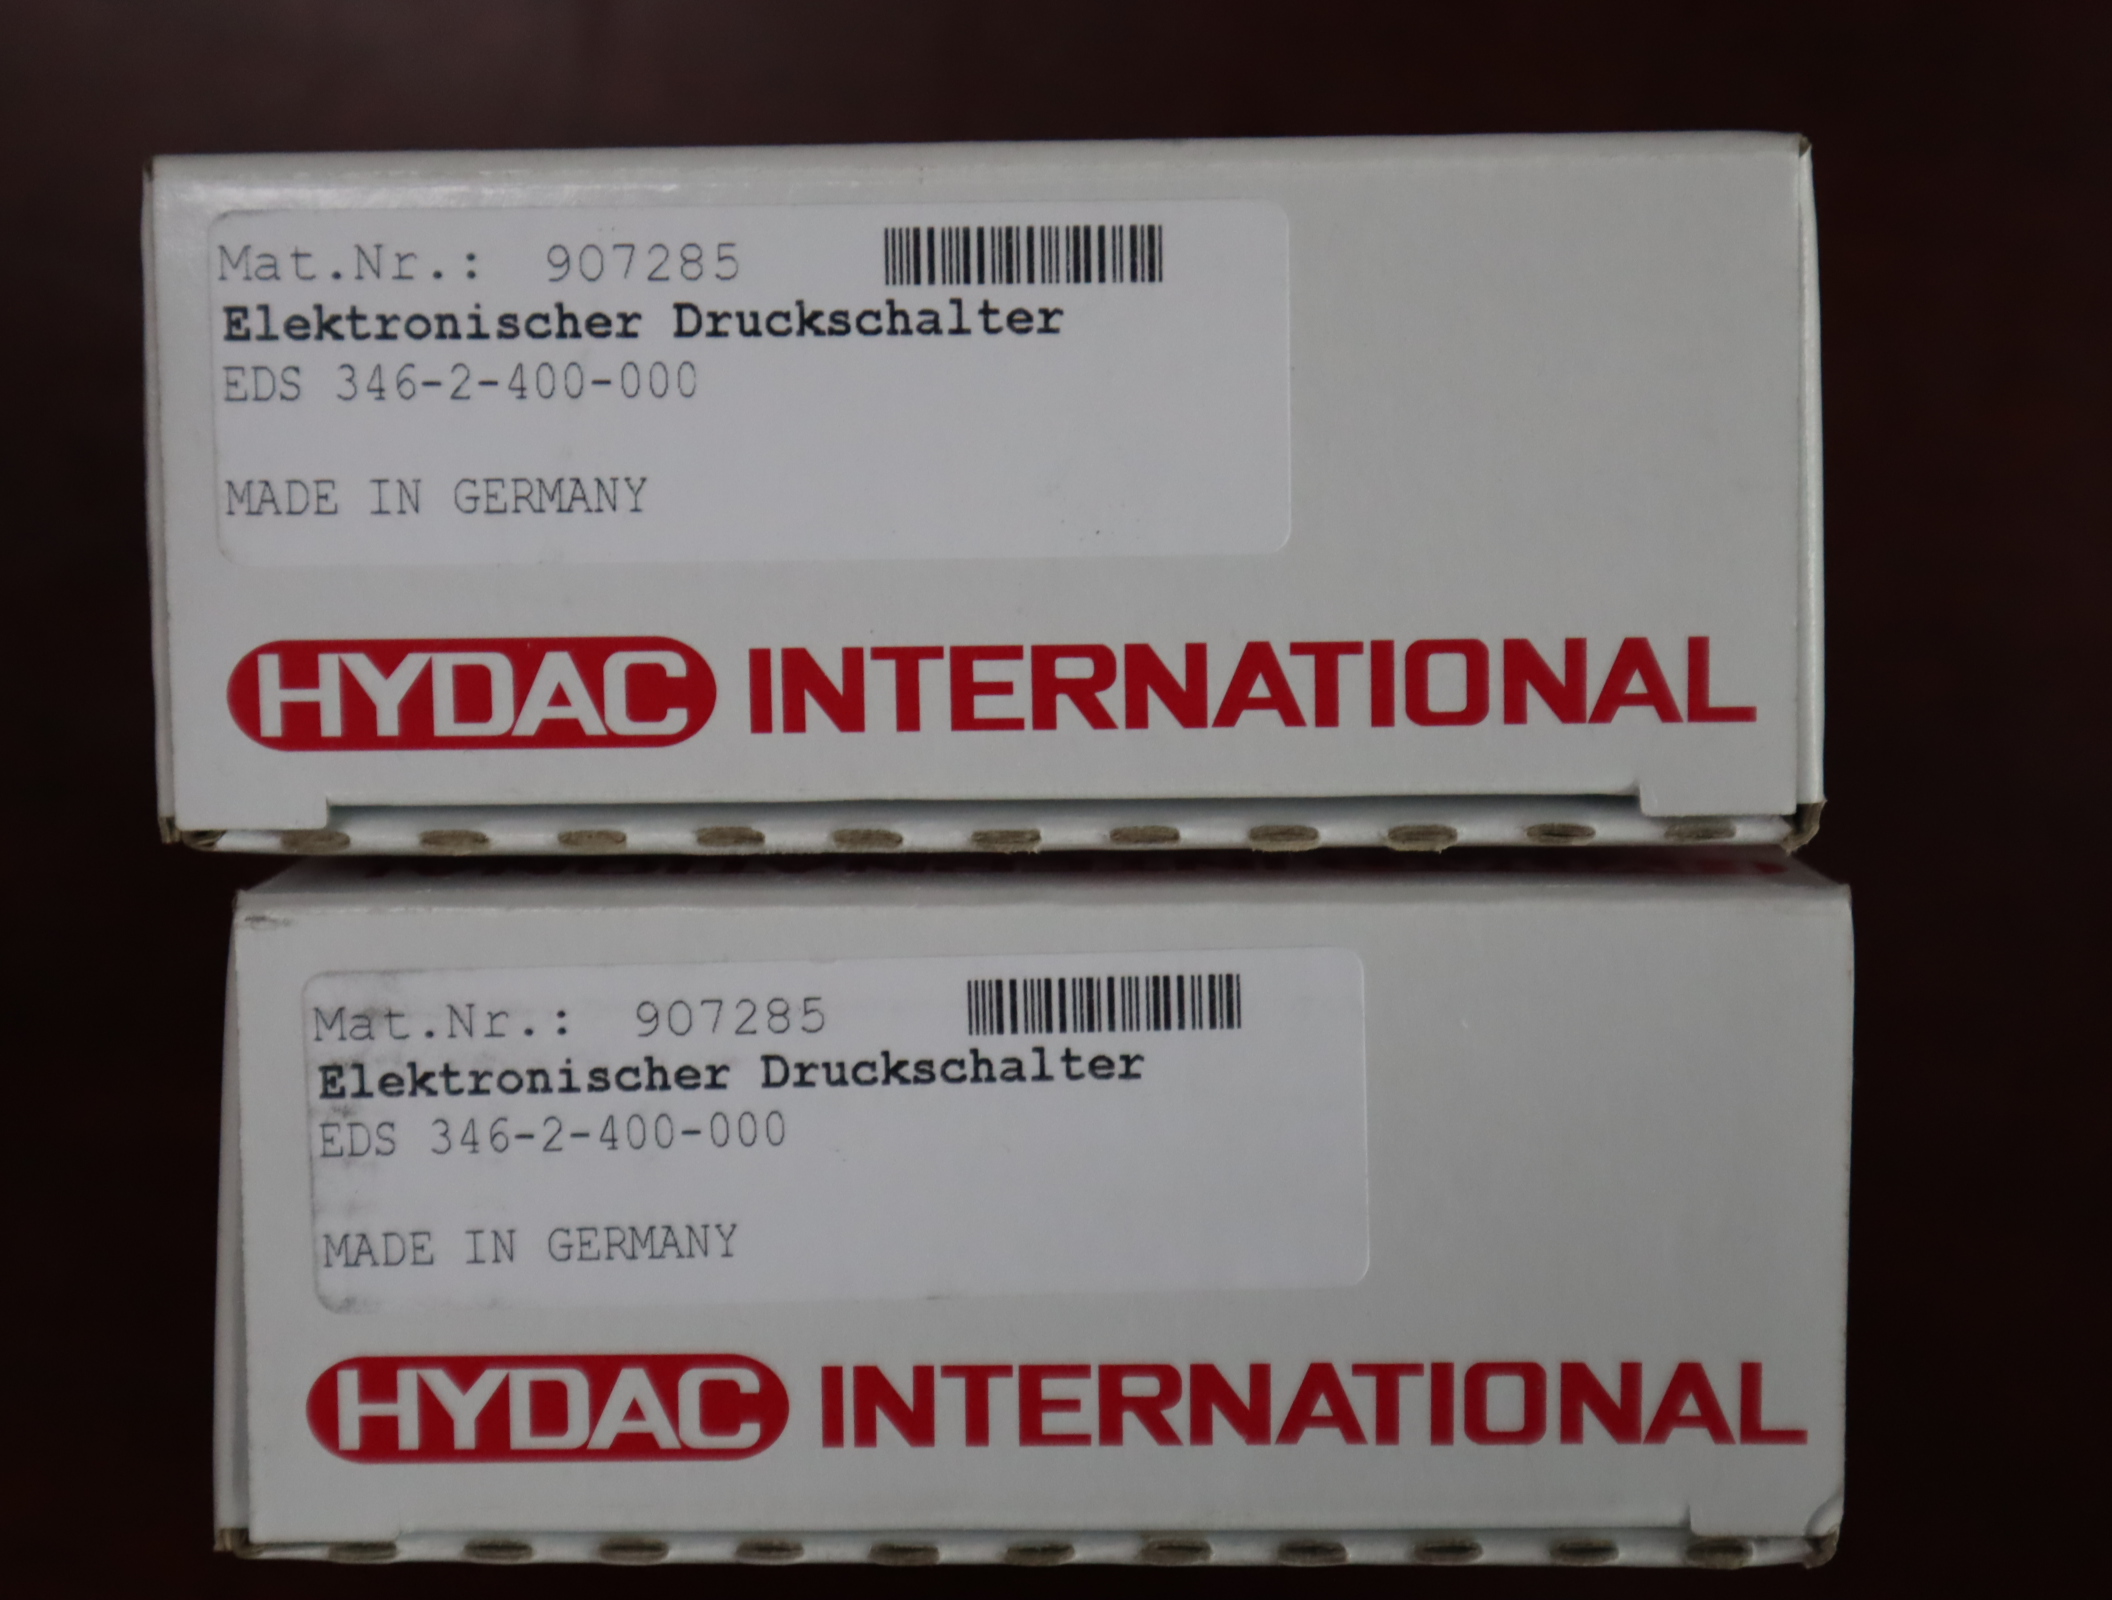 Mat.Nr.: 907285
Elektronischer Druckschalter
EDS 346-2-400-000
MADE IN GERMANY
HYDAC INTERNATIONAL
Mat.Nr.: 907285
Elektronischer Druckschalter
EDS 346-2-400-000
MADE IN GERMANY
HYDAC INTERNATIONAL